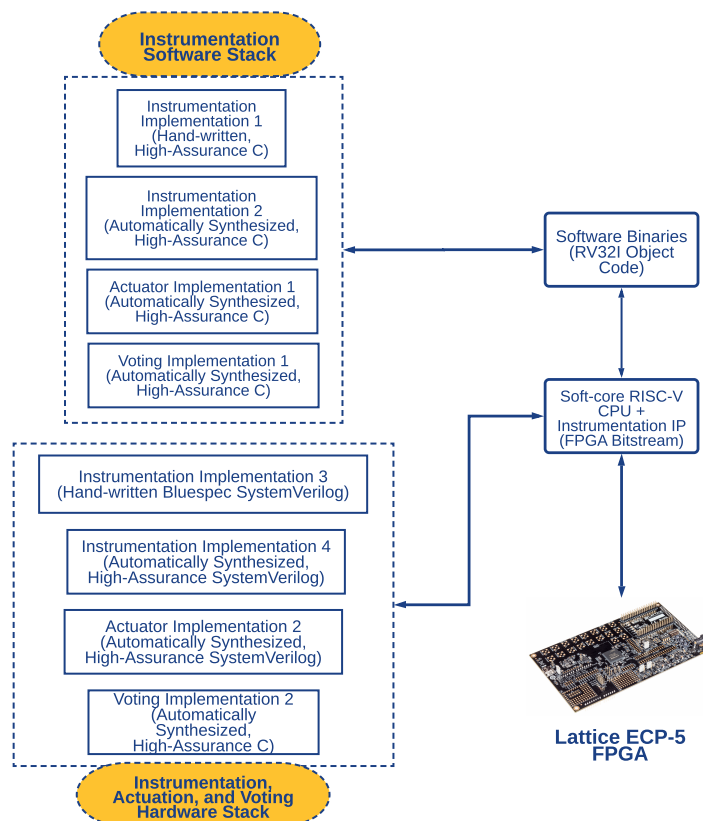 Instrumentation
Software Stack
Instrumentation
Implementation 1
(Hand-written,
High-Assurance C)
Instrumentation
Implementation 2
(Automatically Synthesized,
High-Assurance C)
Actuator Implementation 1
(Automatically Synthesized,
High-Assurance C)
Voting Implementation 1
(Automatically Synthesized,
High-Assurance C)
Software Binaries
(RV32I Object
Code)
Soft-core RISC-V
CPU +
Instrumentation IP
(FPGA Bitstream)
Instrumentation Implementation 3
(Hand-written Bluespec SystemVerilog)
Instrumentation Implementation 4
(Automatically Synthesized,
High-Assurance SystemVerilog)
Actuator Implementation 2
(Automatically Synthesized,
High-Assurance SystemVerilog)
Voting Implementation 2
(Automatically
Synthesized,
High-Assurance C)
Lattice ECP-5
FPGA
Instrumentation,
Actuation, and Voting
Hardware Stack